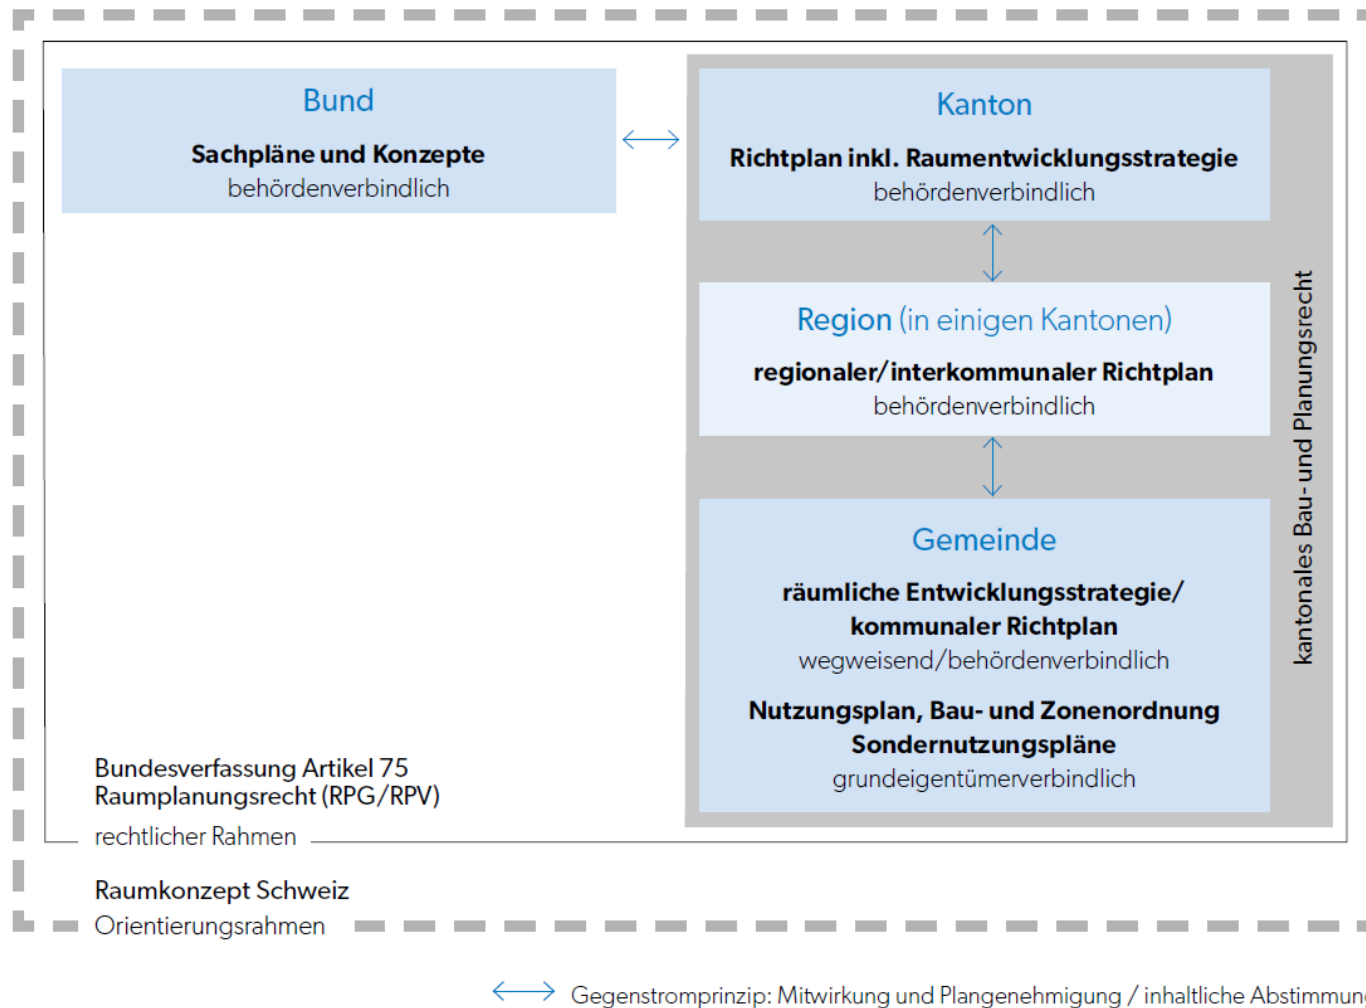 Bund
Sachpläne und Konzepte
behördenverbindlich
Kanton
Richtplan inkl. Raumentwicklungsstrategie
behördenverbindlich
Region (in einigen Kantonen)
regionaler/interkommunaler Richtplan
behördenverbindlich
Gemeinde
räumliche Entwicklungsstrategie/
kommunaler Richtplan
wegweisend/behördenverbindlich
Nutzungsplan, Bau- und Zonenordnung
Sondernutzungspläne
grundeigentümerverbindlich
kantonales Bau- und Planungsrecht
Bundesverfassung Artikel 75
Raumplanungsrecht (RPG/RPV)
rechtlicher Rahmen
Raumkonzept Schweiz
Orientierungsrahmen
Gegenstromprinzip: Mitwirkung und Plangenehmigung / inhaltliche Abstimmun